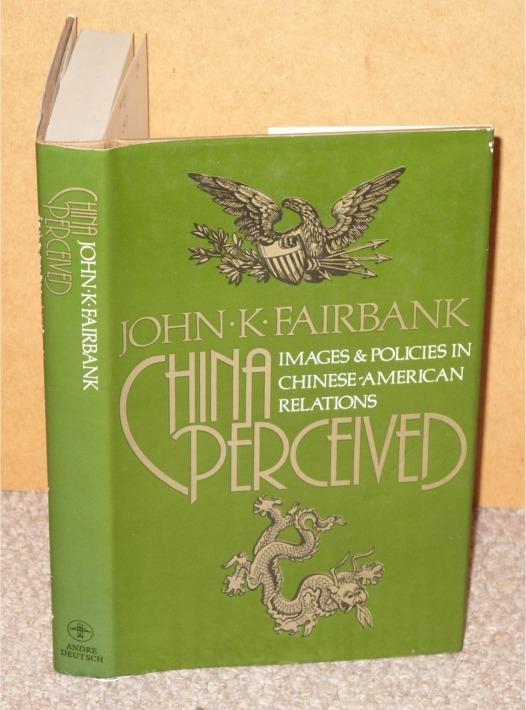 CHINA
PERCEIVED
JOHN·K·FAIRBANK
ANDRE
DEUTSCH
JOHN·K·FAIRBANK
CHINA
PERCEIVED
IMAGES & POLICIES IN
CHINESE-AMERICAN
RELATIONS